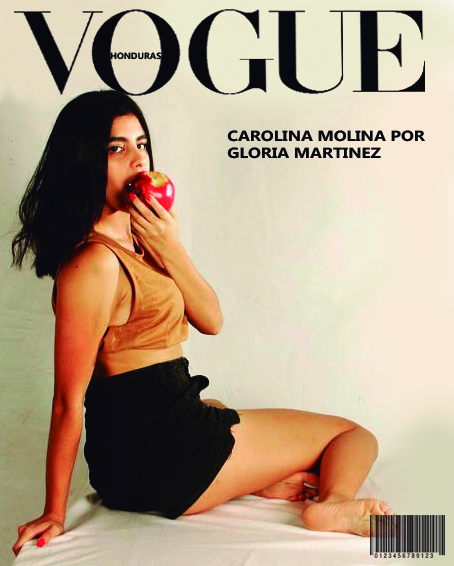 VOGUE
HONDURAS
CAROLINA MOLINA POR
GLORIA MARTINEZ
0123456789123